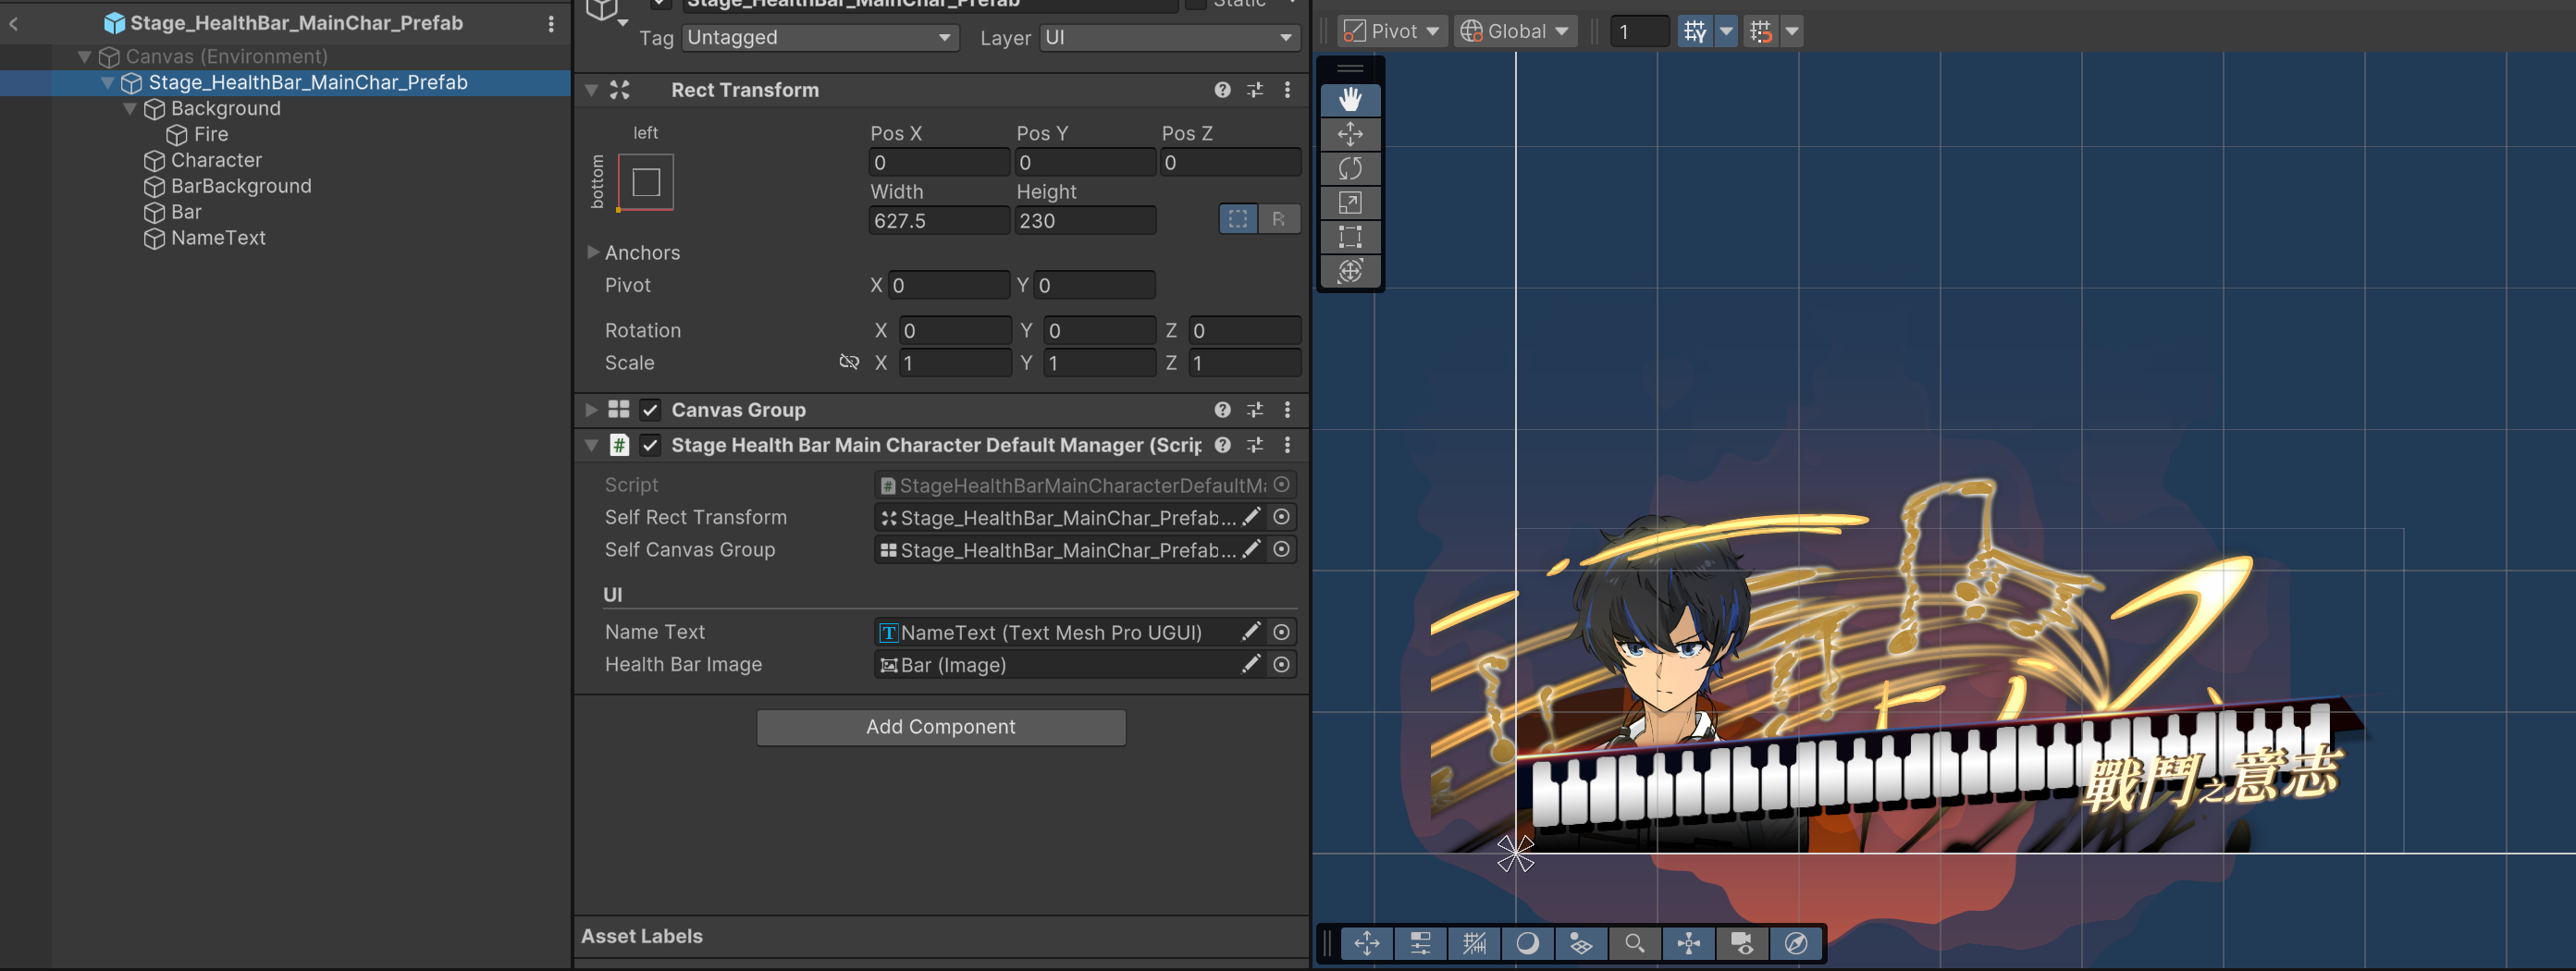 Stage_HealthBar_MainChar_Prefab
Canvas (Environment)
Stage_HealthBar_MainChar_Prefab
Background
Fire
Character
BarBackground
Bar
NameText
Stage_HealthBar_MainChar_Prefab
Static
Tag Untagged Layer UI
Rect Transform
left
bottom
Pos X Pos Y Pos Z
0 0 0
Width Height
627.5 230
R
Anchors
Pivot X 0 Y 0
Rotation X 0 Y 0 Z 0
Scale X 1 Y 1 Z 1
Canvas Group
Stage Health Bar Main Character Default Manager (Scrip
Script StageHealthBarMainCharacterDefaultMa
Self Rect Transform Stage_HealthBar_MainChar_Prefab...
Self Canvas Group Stage_HealthBar_MainChar_Prefab...
UI
Name Text NameText (Text Mesh Pro UGUI)
Health Bar Image Bar (Image)
Add Component
Asset Labels
Pivot Global 1
戰鬥之意志